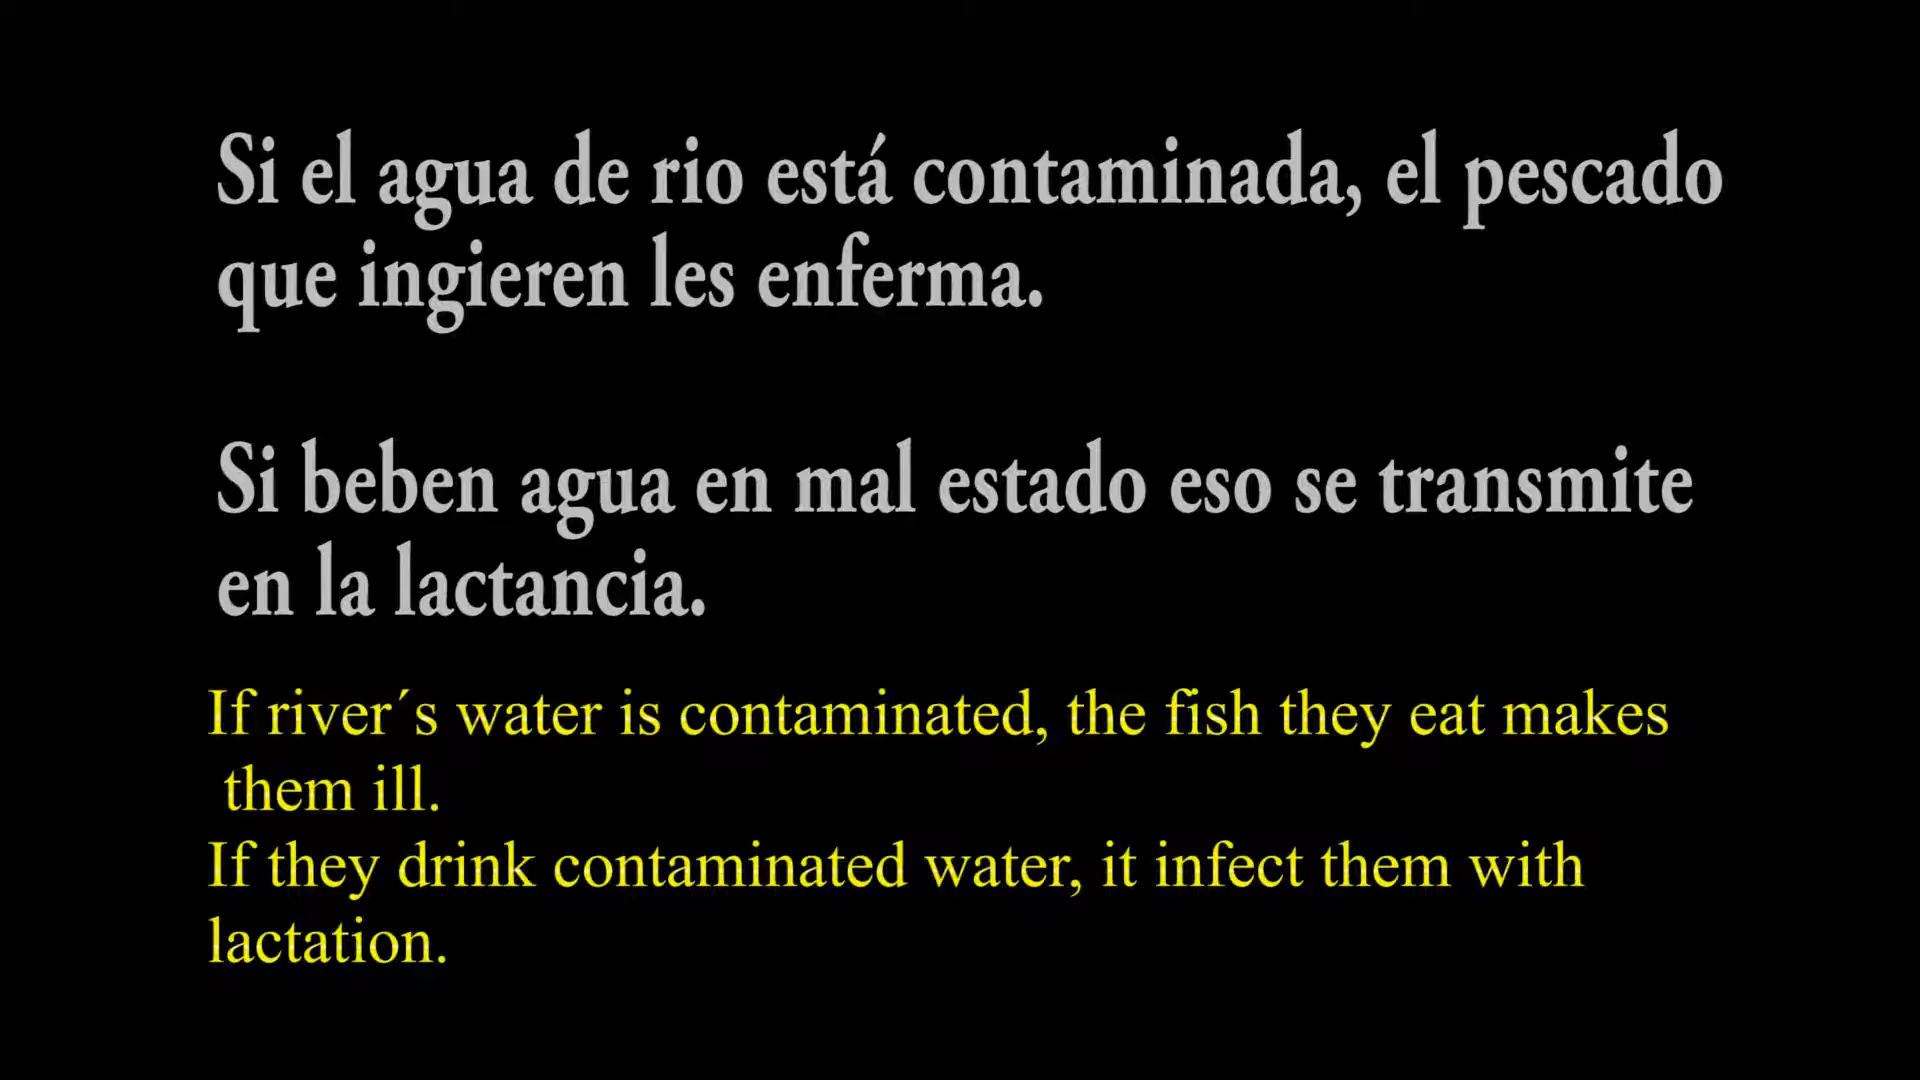 Si el agua de rio está contaminada, el pescado
que ingieren les enferma.
Si beben agua en mal estado eso se transmite
en la lactancia.
If river´s water is contaminated, the fish they eat makes
them ill.
If they drink contaminated water, it infect them with
lactation.